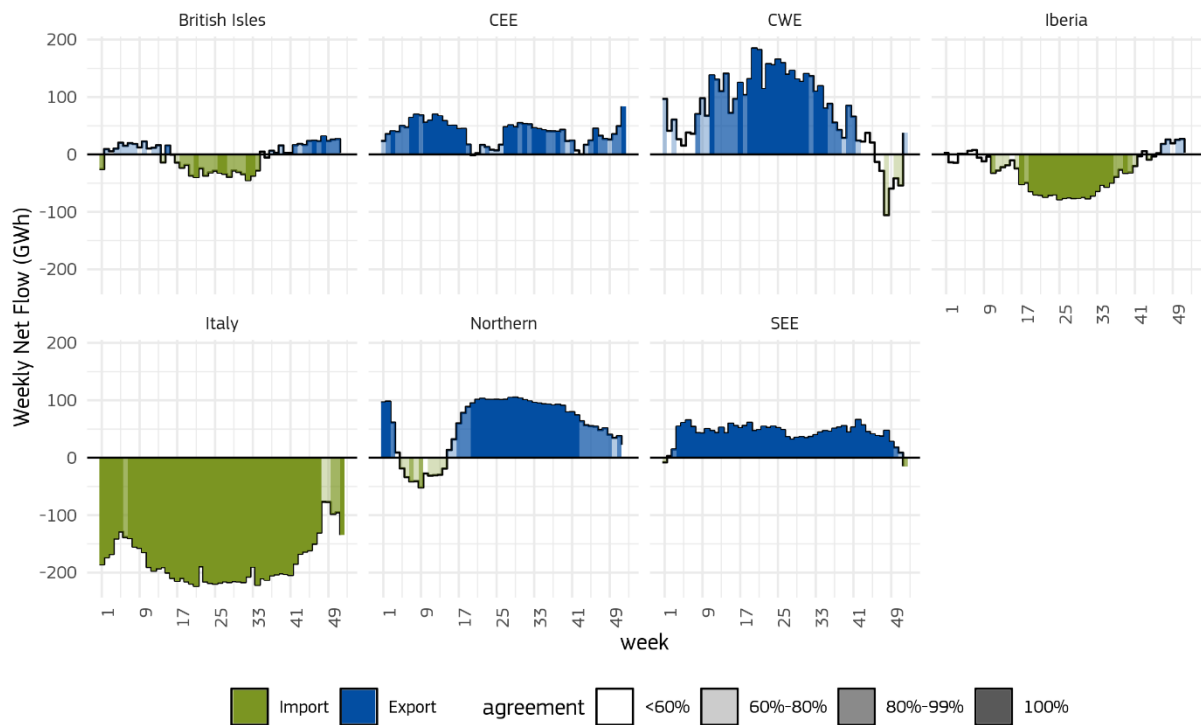 British Isles CEE CWE Iberia
200
100
0
-100
-200
1 9 17 25 33 41 49
Weekly Net Flow (GWh)
Italy Northern SEE
200
100
0
-100
-200
1 9 17 25 33 41 49 1 9 17 25 33 41 49 1 9 17 25 33 41 49
week
Import Export agreement <60% 60%-80% 80%-99% 100%